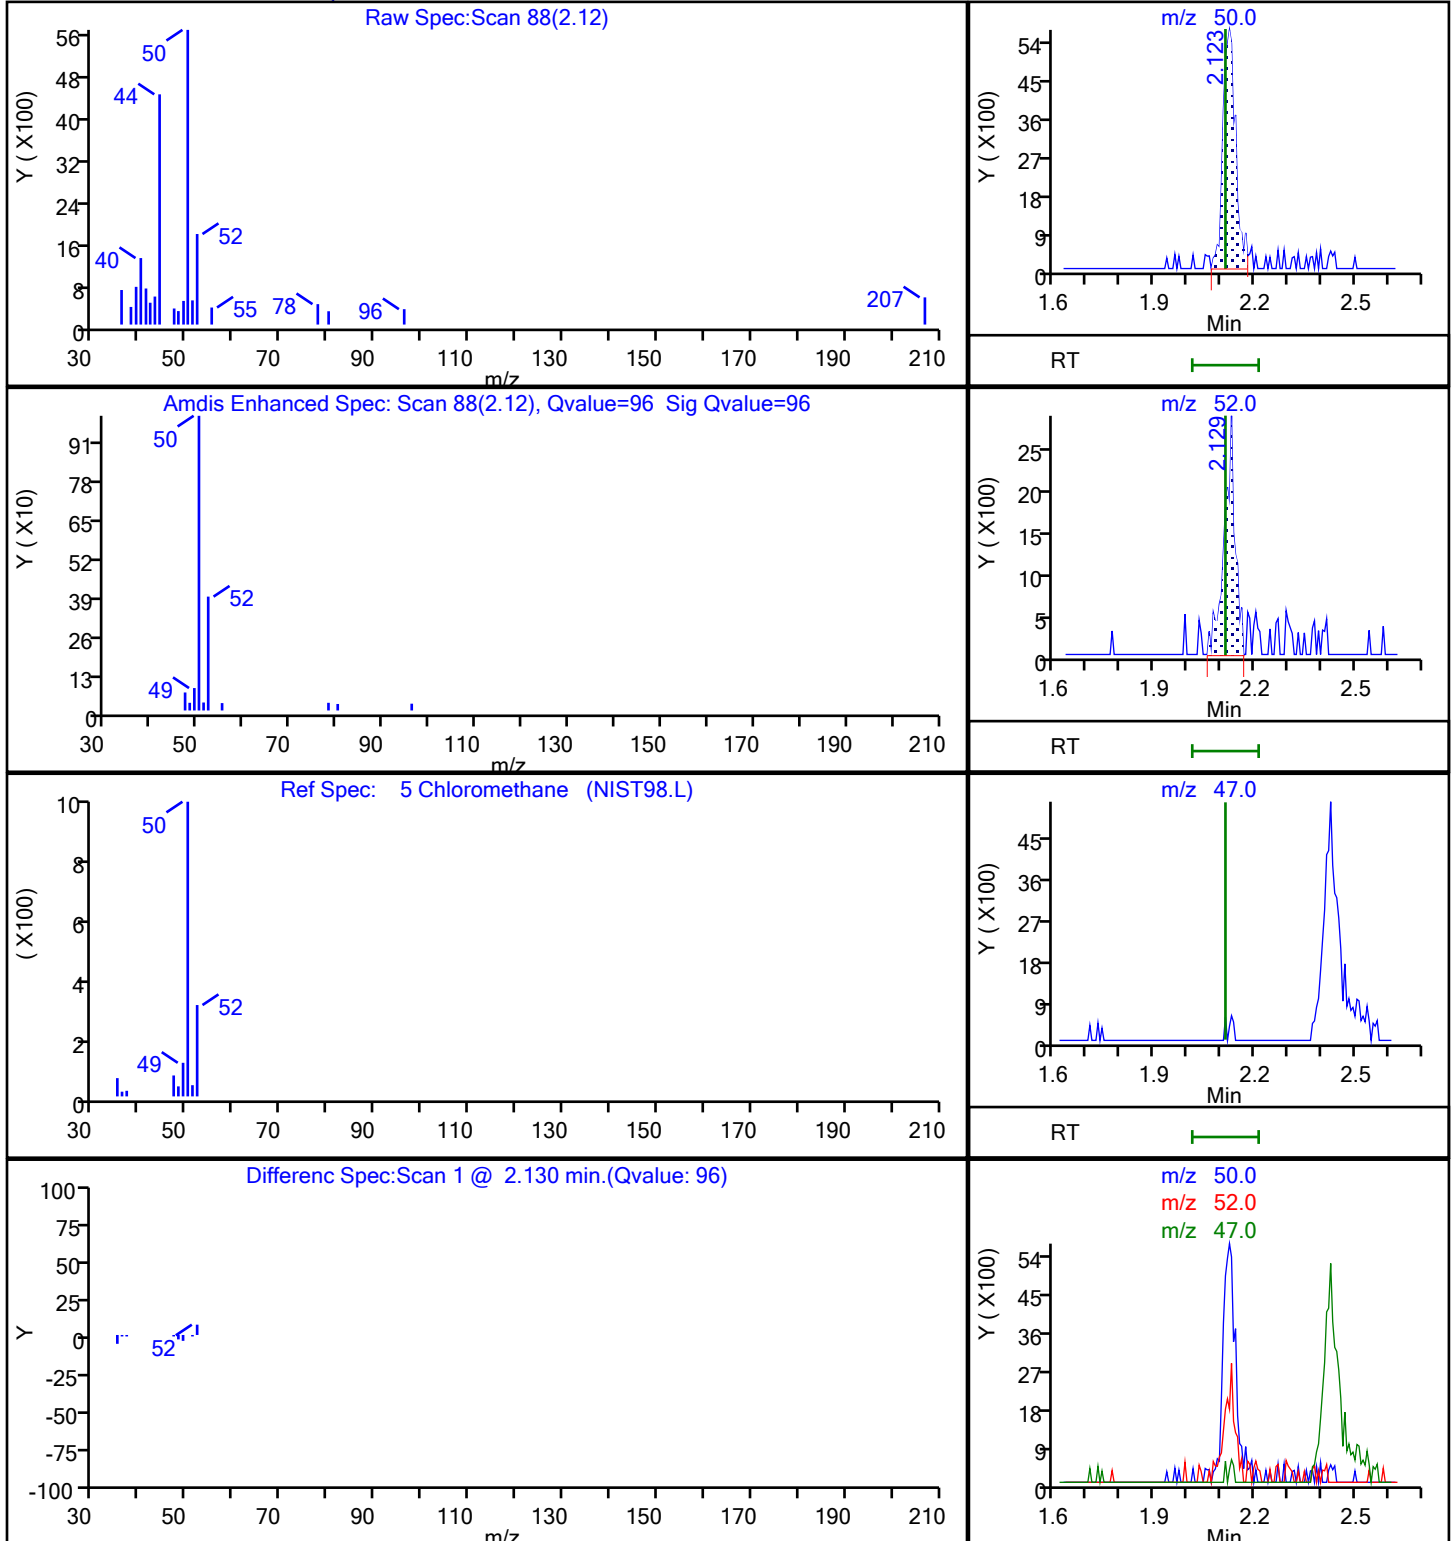 Raw Spec:Scan 88(2.12)
Y ( X100)
56
48
40
32
24
16
8
0
50
44
40
52
55
78
96
207
30 50 70 90 110 130 150 170 190 210
m/z
m/z 50.0
Y ( X100)
54
45
36
27
18
9
0
2.123
1.6 1.9 2.2 2.5
Min
RT
Amdis Enhanced Spec: Scan 88(2.12), Qvalue=96 Sig Qvalue=96
Y ( X10)
91
78
65
52
39
26
13
0
50
52
49
30 50 70 90 110 130 150 170 190 210
m/z
m/z 52.0
Y ( X100)
25
20
15
10
5
0
2.129
1.6 1.9 2.2 2.5
Min
RT
Ref Spec: 5 Chloromethane (NIST98.L)
( X100)
10
8
6
4
2
0
50
52
49
30 50 70 90 110 130 150 170 190 210
m/z 47.0
Y ( X100)
45
36
27
18
9
0
1.6 1.9 2.2 2.5
Min
RT
Differenc Spec:Scan 1 @ 2.130 min.(Qvalue: 96)
Y
100
75
50
25
0
-25
-50
-75
-100
52
30 50 70 90 110 130 150 170 190 210
m/z
m/z 50.0
m/z 52.0
m/z 47.0
Y ( X100)
54
45
36
27
18
9
0
1.6 1.9 2.2 2.5
Min